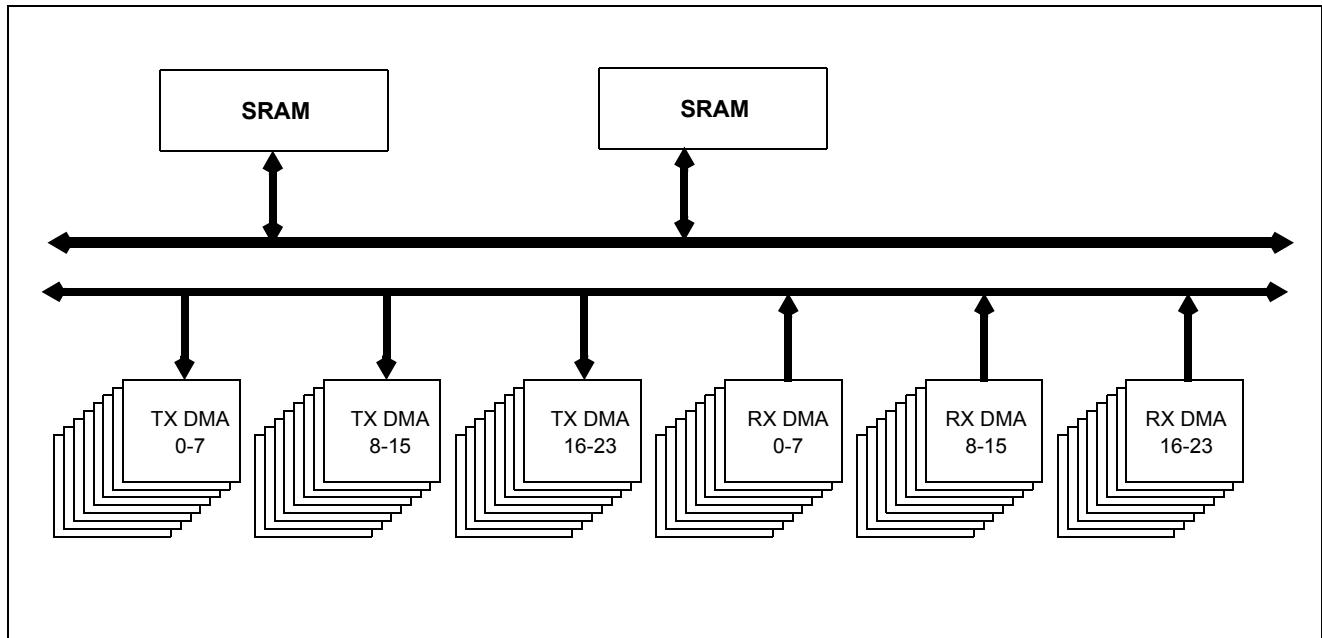 SRAM
SRAM
TX DMA
0-7
TX DMA
8-15
TX DMA
16-23
RX DMA
0-7
RX DMA
8-15
RX DMA
16-23